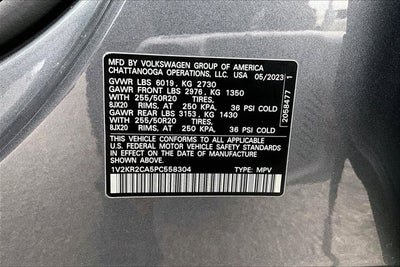 MFD BY VOLKSWAGEN GROUP OF AMERICA
CHATTANOOGA OPERATIONS, LLC. USA 05/2023
GVWR LBS 6019, KG 2730
GAWR FRONT LBS 2976, KG 1350
WITH 255/50R20 TIRES,
8JX20 RIMS, AT 250 KPA, 36 PSI COLD
GAWR REAR LBS 3153, KG 1430
WITH 255/50R20 TIRES,
8JX20 RIMS, AT 250 KPA, 36 PSI COLD
THIS VEHICLE CONFORMS TO ALL APPLICABLE
U.S. FEDERAL MOTOR VEHICLE SAFETY
STANDARDS IN EFFECT ON THE DATE OF
MANUFACTURE SHOWN ABOVE.
1V2KR2CA5PC558304 TYPE: MPV
2058477 1